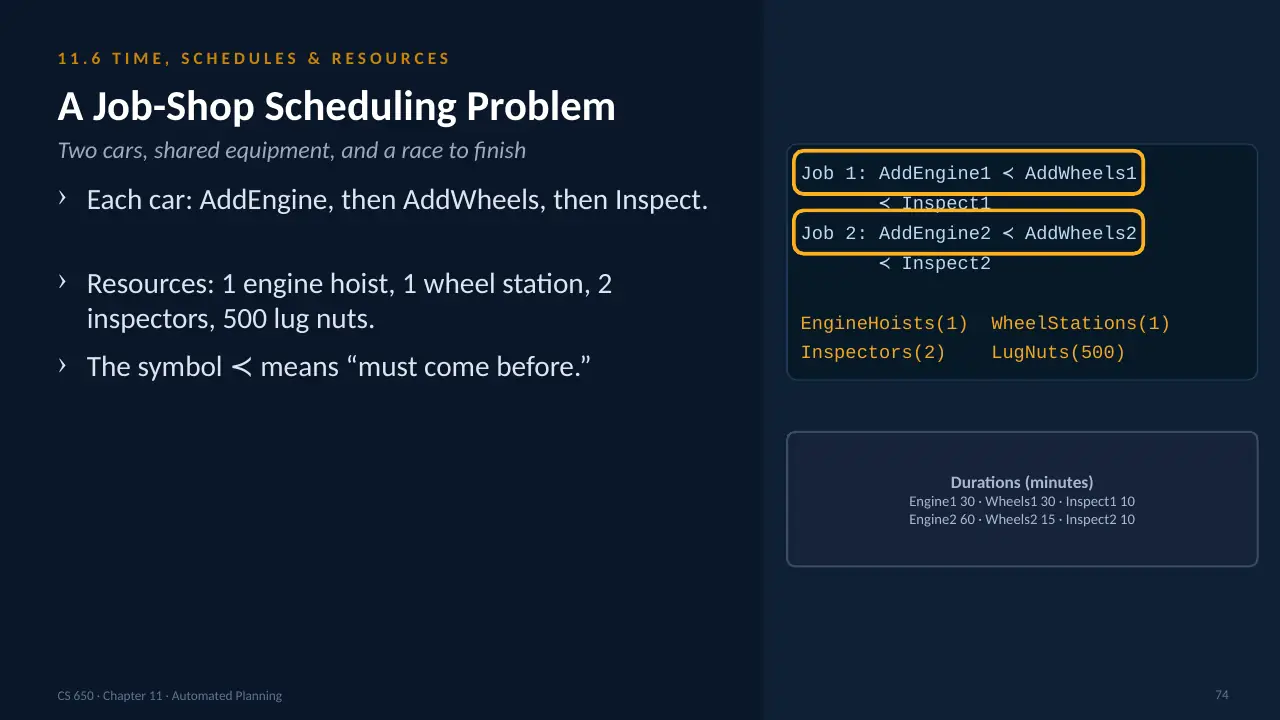 11.6 TIME, SCHEDULES & RESOURCES
A Job-Shop Scheduling Problem
Two cars, shared equipment, and a race to finish
› Each car: AddEngine, then AddWheels, then Inspect.
› Resources: 1 engine hoist, 1 wheel station, 2
inspectors, 500 lug nuts.
› The symbol ≺ means “must come before.”
Job 1: AddEngine1 ≺ AddWheels1
≺ Inspect1
Job 2: AddEngine2 ≺ AddWheels2
≺ Inspect2
EngineHoists(1) WheelStations(1)
Inspectors(2) LugNuts(500)
Durations (minutes)
Engine1 30 · Wheels1 30 · Inspect1 10
Engine2 60 · Wheels2 15 · Inspect2 10
CS 650 · Chapter 11 · Automated Planning
74